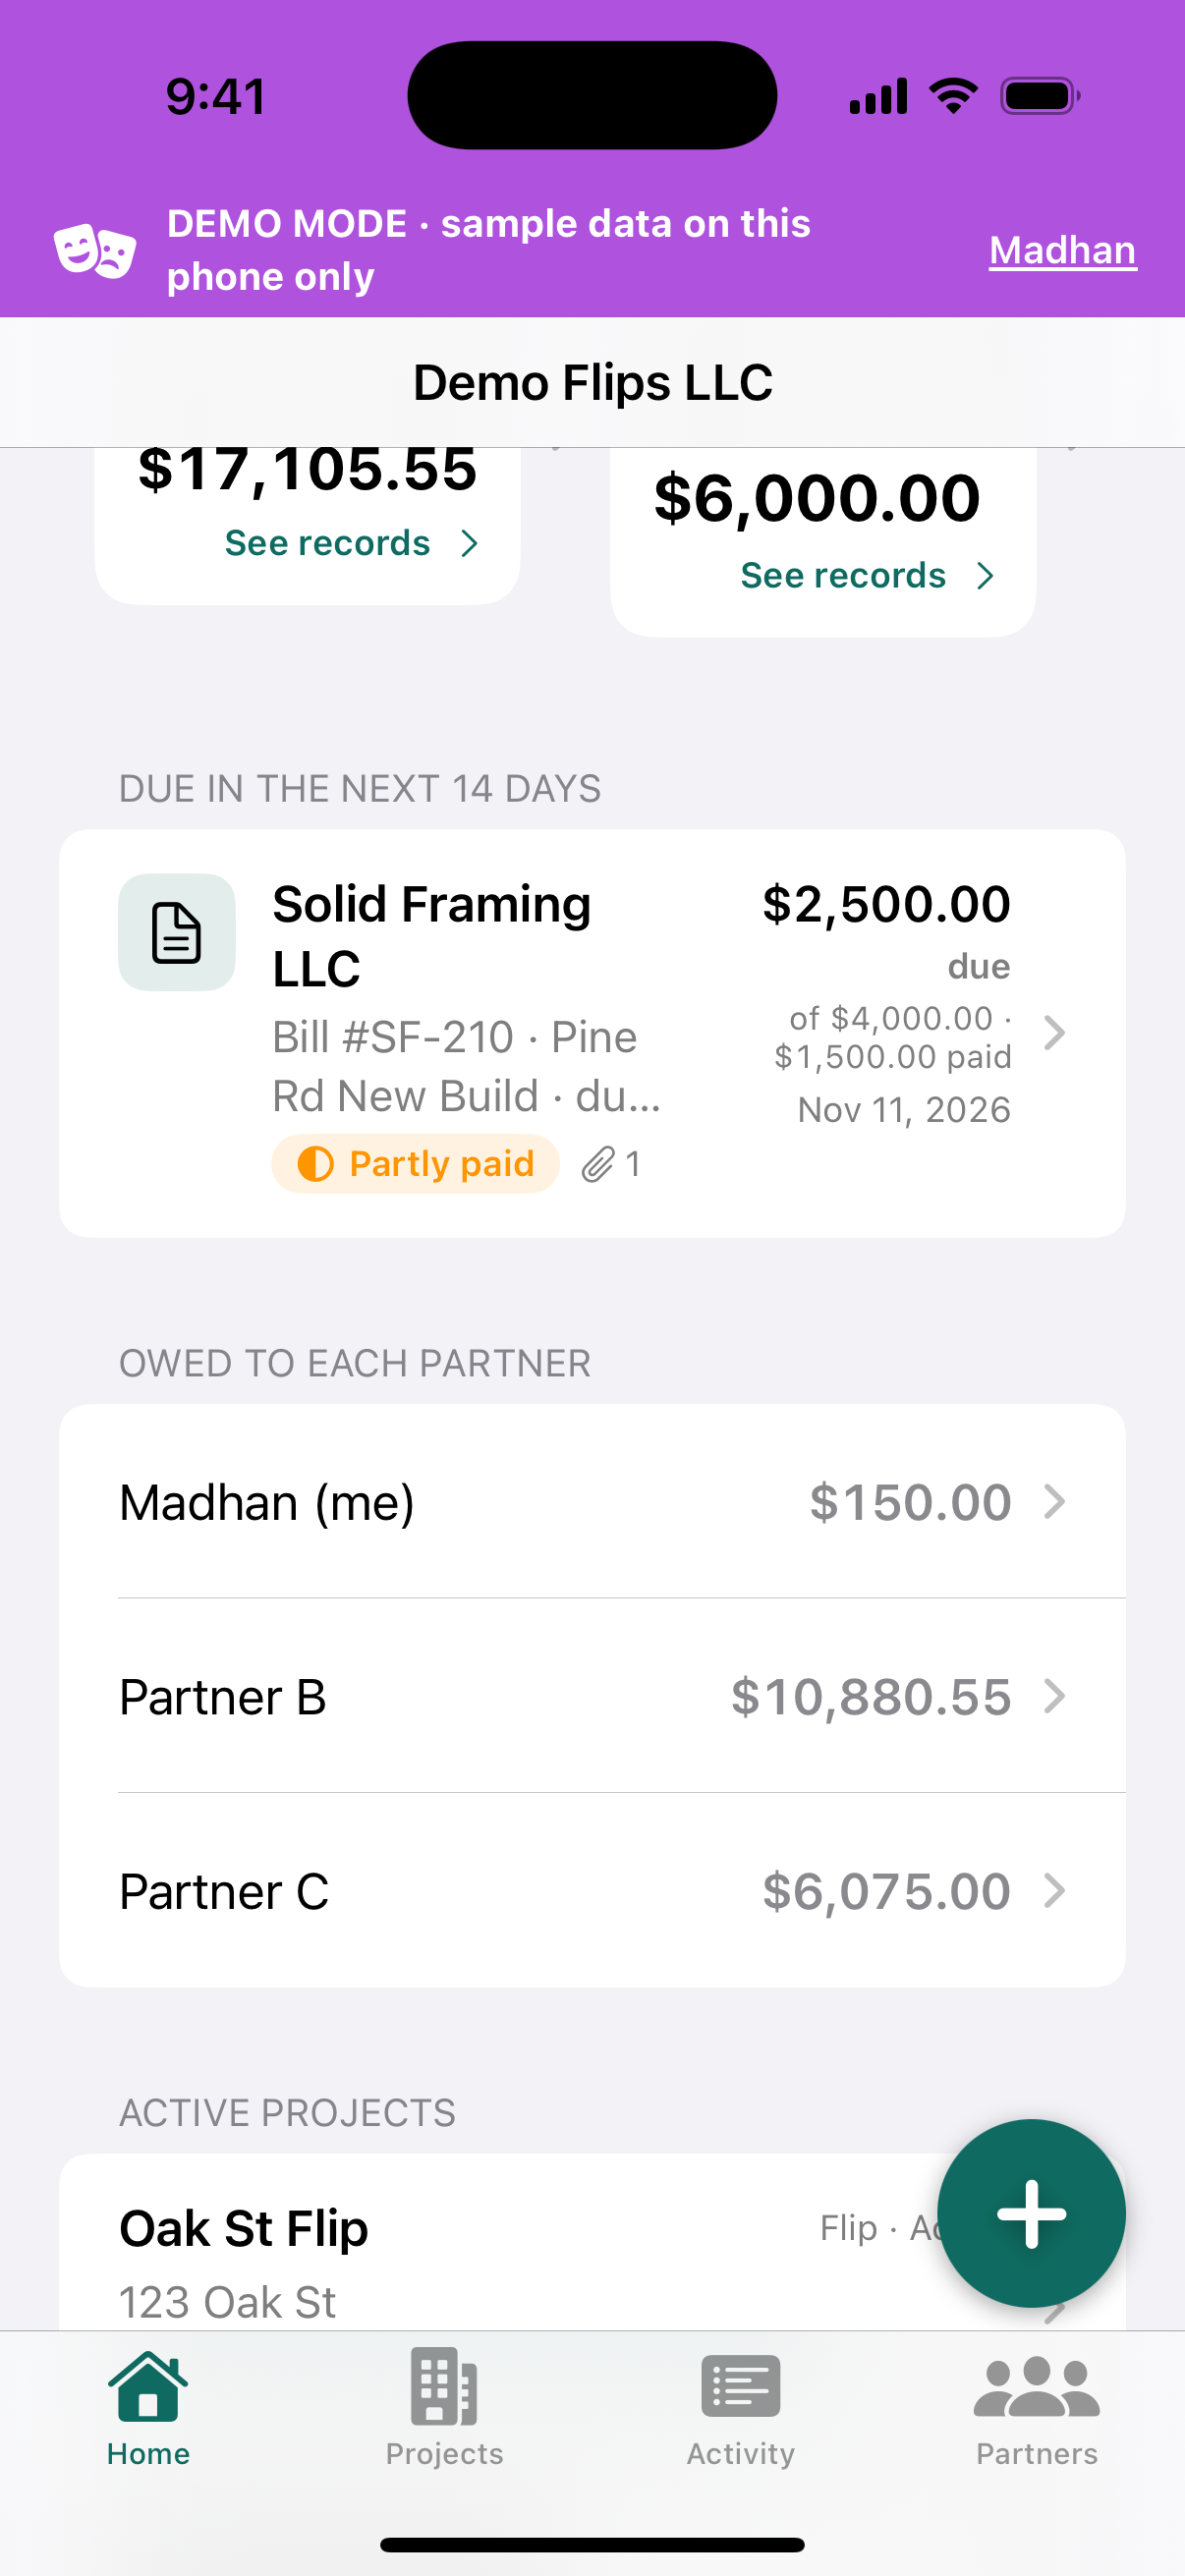 9:41
DEMO MODE · sample data on this
phone only
Madhan
Demo Flips LLC
$17,105.55
See records
$6,000.00
See records
DUE IN THE NEXT 14 DAYS
Solid Framing
LLC
$2,500.00
due
of $4,000.00 ·
$1,500.00 paid
Nov 11, 2026
Bill #SF-210 · Pine
Rd New Build · du...
Partly paid
1
OWED TO EACH PARTNER
Madhan (me)
$150.00
Partner B
$10,880.55
Partner C
$6,075.00
ACTIVE PROJECTS
Oak St Flip
Flip ·
123 Oak St
Home
Projects
Activity
Partners